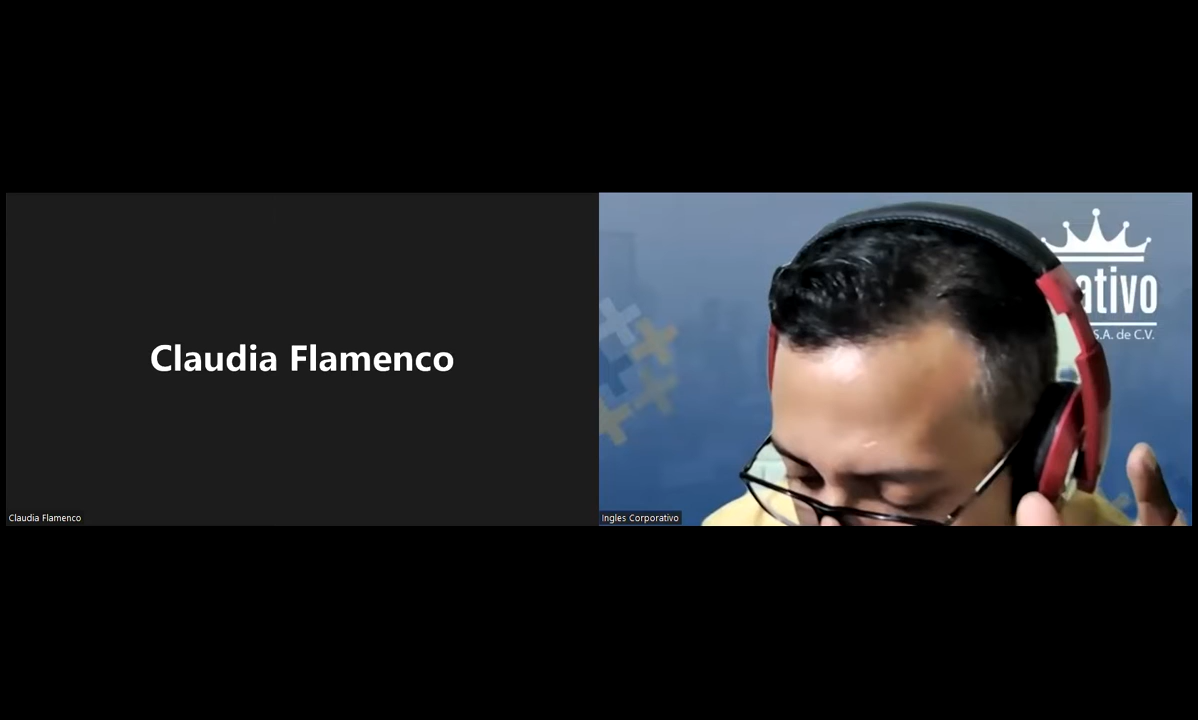 Claudia Flamenco
Claudia Flamenco
ativo
S.A. de C.V.
Ingles Corporativo